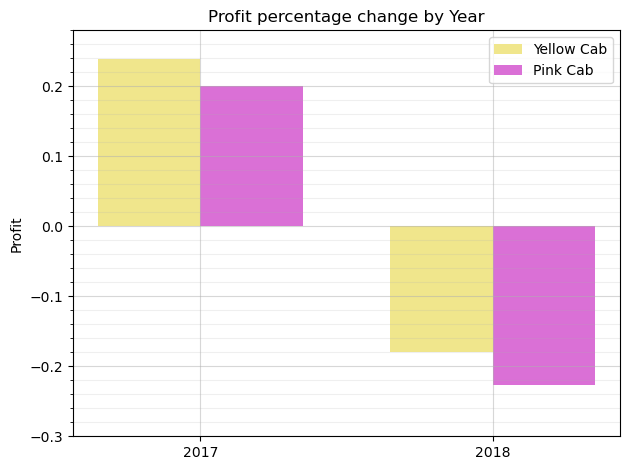 Profit percentage change by Year
Yellow Cab
Pink Cab
0.2
0.1
0.0
−0.1
−0.2
−0.3
Profit
2017
2018